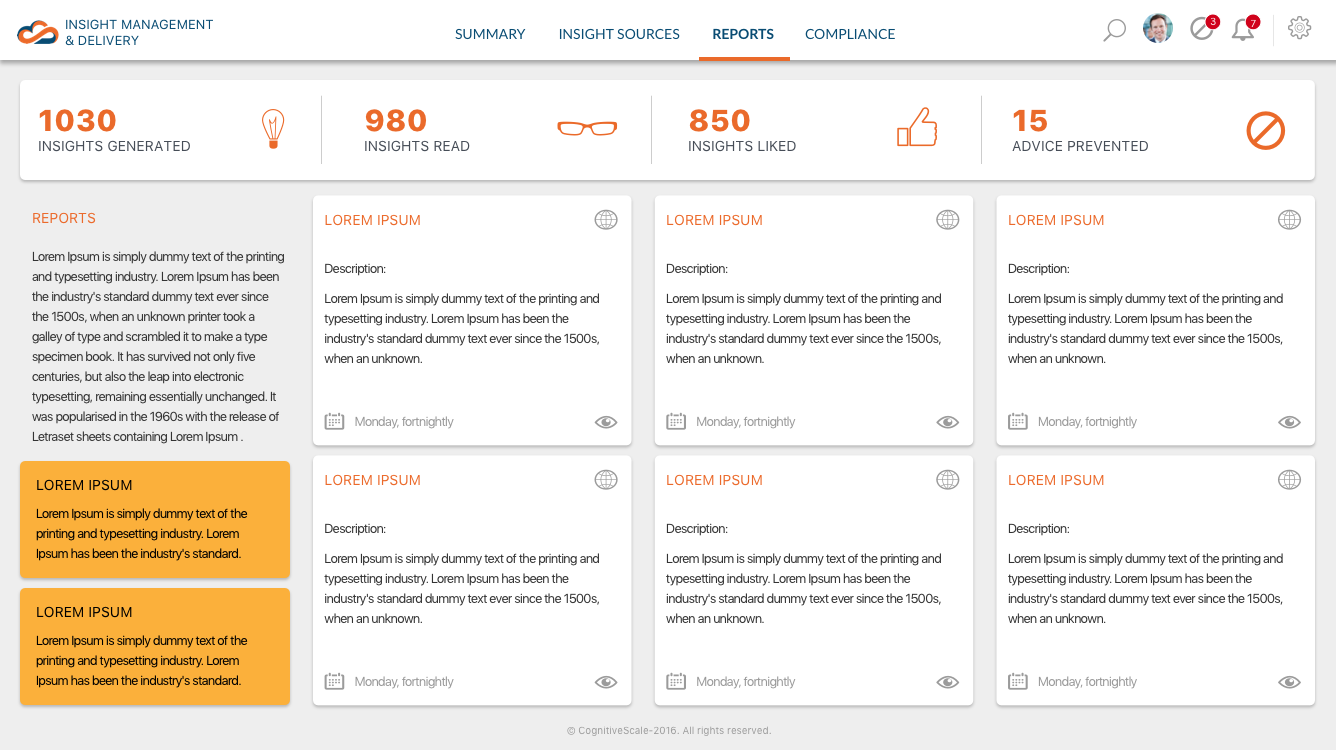 INSIGHT MANAGEMENT
& DELIVERY
SUMMARY
INSIGHT SOURCES
REPORTS
COMPLIANCE
3
7
1030
INSIGHTS GENERATED
980
INSIGHTS READ
850
INSIGHTS LIKED
15
ADVICE PREVENTED
REPORTS
Lorem Ipsum is simply dummy text of the printing
and typesetting industry. Lorem Ipsum has been
the industry's standard dummy text ever since
the 1500s, when an unknown printer took a
galley of type and scrambled it to make a type
specimen book. It has survived not only five
centuries, but also the leap into electronic
typesetting, remaining essentially unchanged. It
was popularised in the 1960s with the release of
Letraset sheets containing Lorem Ipsum .
LOREM IPSUM
Lorem Ipsum is simply dummy text of the
printing and typesetting industry. Lorem
Ipsum has been the industry's standard.
LOREM IPSUM
Lorem Ipsum is simply dummy text of the
printing and typesetting industry. Lorem
Ipsum has been the industry's standard.
LOREM IPSUM
Description:
Lorem Ipsum is simply dummy text of the printing and
typesetting industry. Lorem Ipsum has been the
industry's standard dummy text ever since the 1500s,
when an unknown.
Monday, fortnightly
LOREM IPSUM
Description:
Lorem Ipsum is simply dummy text of the printing and
typesetting industry. Lorem Ipsum has been the
industry's standard dummy text ever since the 1500s,
when an unknown.
Monday, fortnightly
LOREM IPSUM
Description:
Lorem Ipsum is simply dummy text of the printing and
typesetting industry. Lorem Ipsum has been the
industry's standard dummy text ever since the 1500s,
when an unknown.
Monday, fortnightly
LOREM IPSUM
Description:
Lorem Ipsum is simply dummy text of the printing and
typesetting industry. Lorem Ipsum has been the
industry's standard dummy text ever since the 1500s,
when an unknown.
Monday, fortnightly
LOREM IPSUM
Description:
Lorem Ipsum is simply dummy text of the printing and
typesetting industry. Lorem Ipsum has been the
industry's standard dummy text ever since the 1500s,
when an unknown.
Monday, fortnightly
LOREM IPSUM
Description:
Lorem Ipsum is simply dummy text of the printing and
typesetting industry. Lorem Ipsum has been the
industry's standard dummy text ever since the 1500s,
when an unknown.
Monday, fortnightly
© CognitiveScale-2016. All rights reserved.